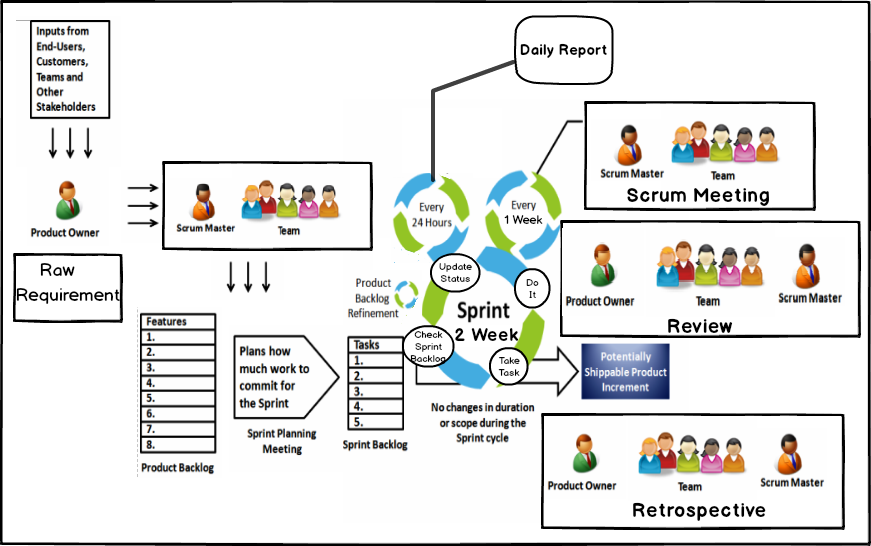 Inputs from
End-Users,
Customers,
Teams and
Other
Stakeholders
Product Owner
Raw
Requirement
Scrum Master
Team
Daily Report
Every
24 Hours
Every
1 Week
Scrum Master
Team
Scrum Meeting
Product Owner
Team
Scrum Master
Review
Features
1.
2.
3.
4.
5.
6.
7.
8.
Product Backlog
Plans how
much work to
commit for
the Sprint
Sprint Planning
Meeting
Tasks
1.
2.
3.
4.
5.
Sprint Backlog
Product
Backlog
Refinement
Update
Status
Do
It
Check
Sprint
Backlog
Take
Task
Sprint
2 Week
No changes in duration
or scope during the
Sprint cycle
Potentially
Shippable Product
Increment
Product Owner
Team
Scrum Master
Retrospective